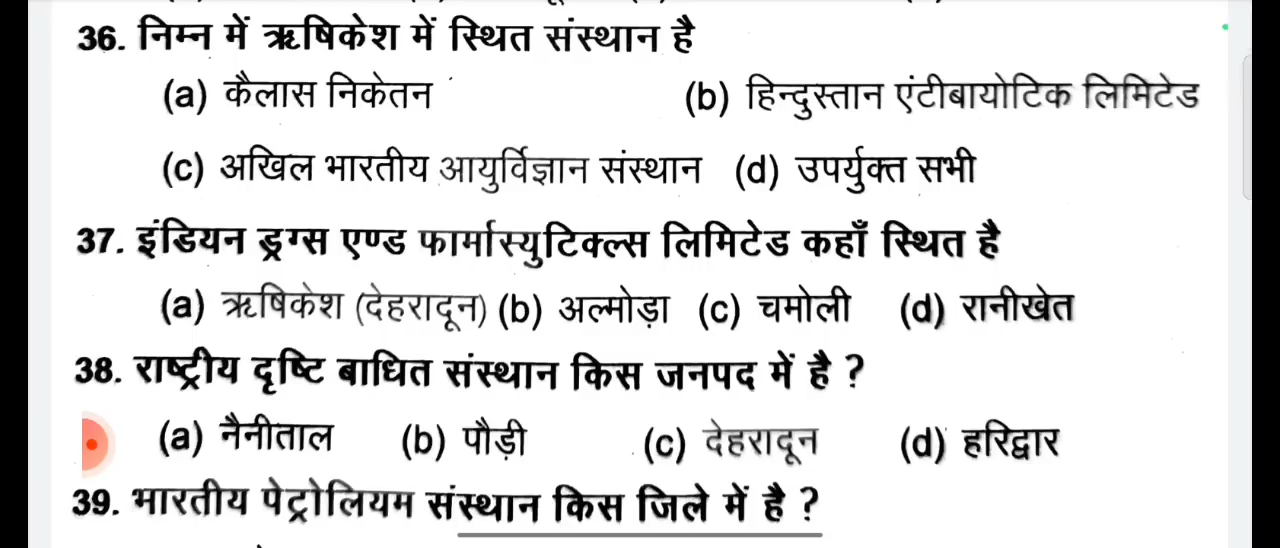 36. निम्न में ऋषिकेश में स्थित संस्थान है
(a) कैलास निकेतन (b) हिन्दुस्तान एंटीबायोटिक लिमिटेड
(c) अखिल भारतीय आयुर्विज्ञान संस्थान (d) उपर्युक्त सभी
37. इंडियन ड्रग्स एण्ड फार्मास्युटिक्ल्स लिमिटेड कहाँ स्थित है
(a) ऋषिकेश (देहरादून) (b) अल्मोड़ा (c) चमोली (d) रानीखेत
38. राष्ट्रीय दृष्टि बाधित संस्थान किस जनपद में है ?
(a) नैनीताल (b) पौड़ी (c) देहरादून (d) हरिद्वार
39. भारतीय पेट्रोलियम संस्थान किस जिले में है ?